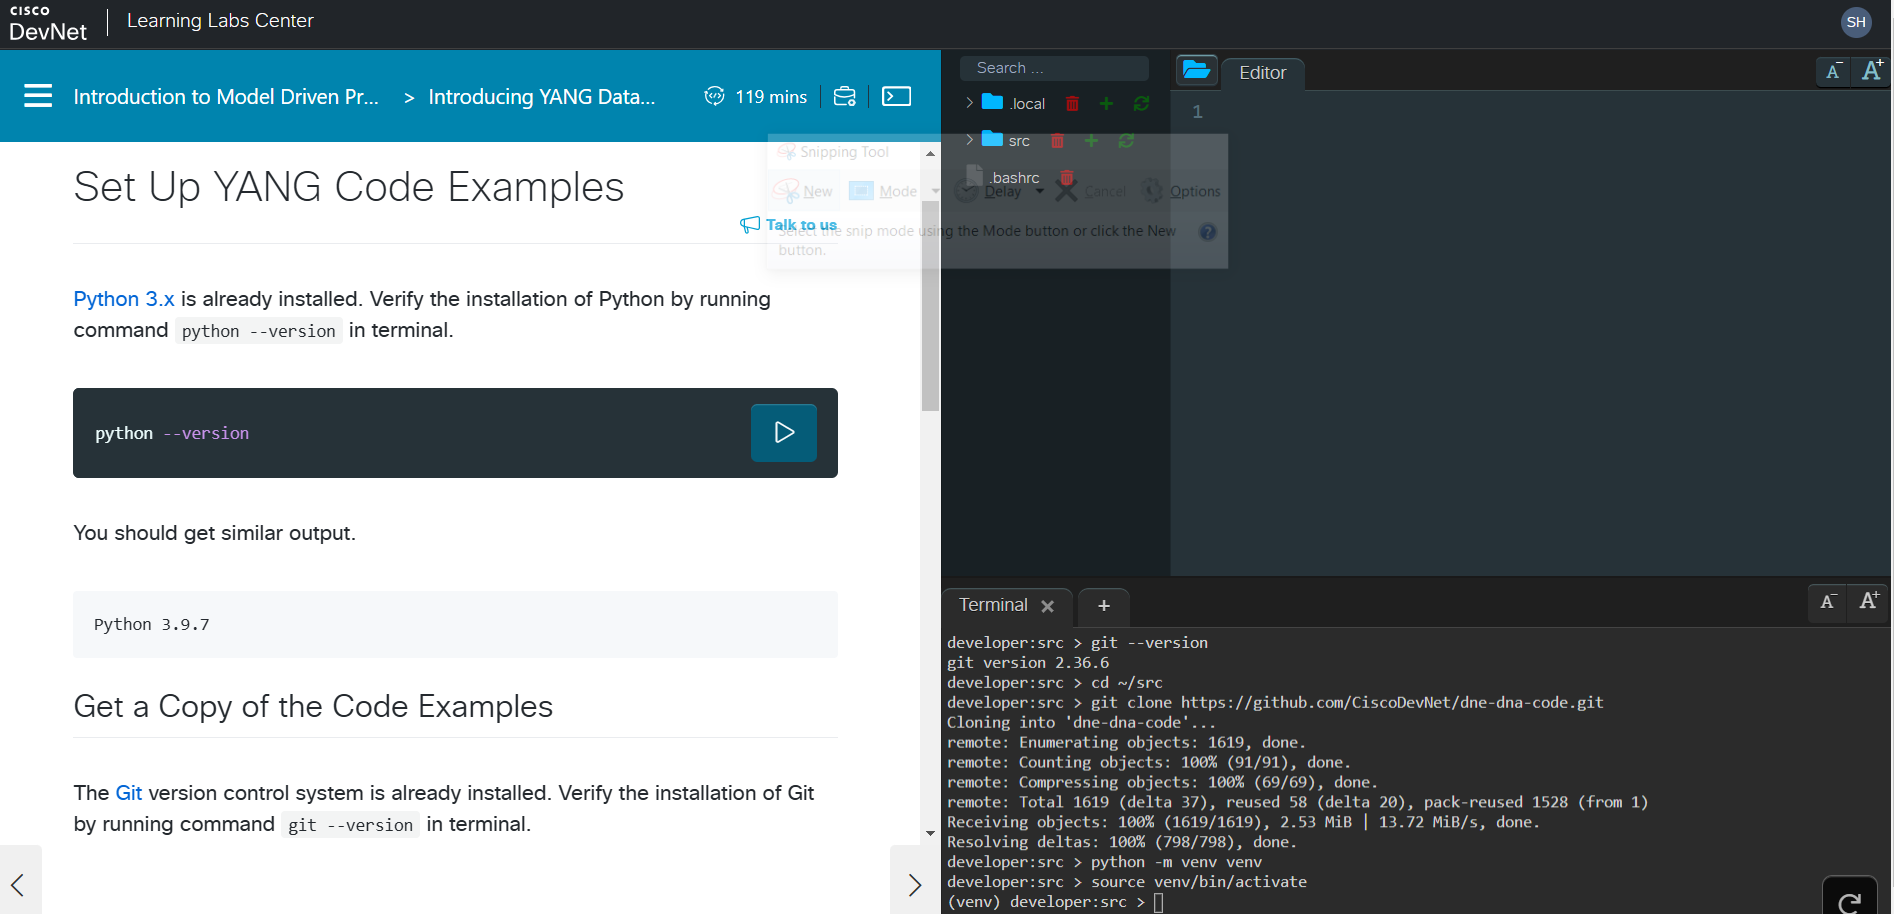 CISCO
DevNet
Learning Labs Center
SH
Introduction to Model Driven Pr... > Introducing YANG Data...
119 mins
Set Up YANG Code Examples
Talk to us
Python 3.x is already installed. Verify the installation of Python by running
command python --version in terminal.
python --version
You should get similar output.
Python 3.9.7
Get a Copy of the Code Examples
The Git version control system is already installed. Verify the installation of Git
by running command git --version in terminal.
Snipping Tool
New Mode Delay Cancel Options
Select the snip mode using the Mode button or click the New
button.
Search ...
.local
src
.bashrc
Editor
A- A+
1
Terminal
+
A- A+
developer:src > git --version
git version 2.36.6
developer:src > cd ~/src
developer:src > git clone https://github.com/CiscoDevNet/dne-dna-code.git
Cloning into 'dne-dna-code'...
remote: Enumerating objects: 1619, done.
remote: Counting objects: 100% (91/91), done.
remote: Compressing objects: 100% (69/69), done.
remote: Total 1619 (delta 37), reused 58 (delta 20), pack-reused 1528 (from 1)
Receiving objects: 100% (1619/1619), 2.53 MiB | 13.72 MiB/s, done.
Resolving deltas: 100% (798/798), done.
developer:src > python -m venv venv
developer:src > source venv/bin/activate
(venv) developer:src >